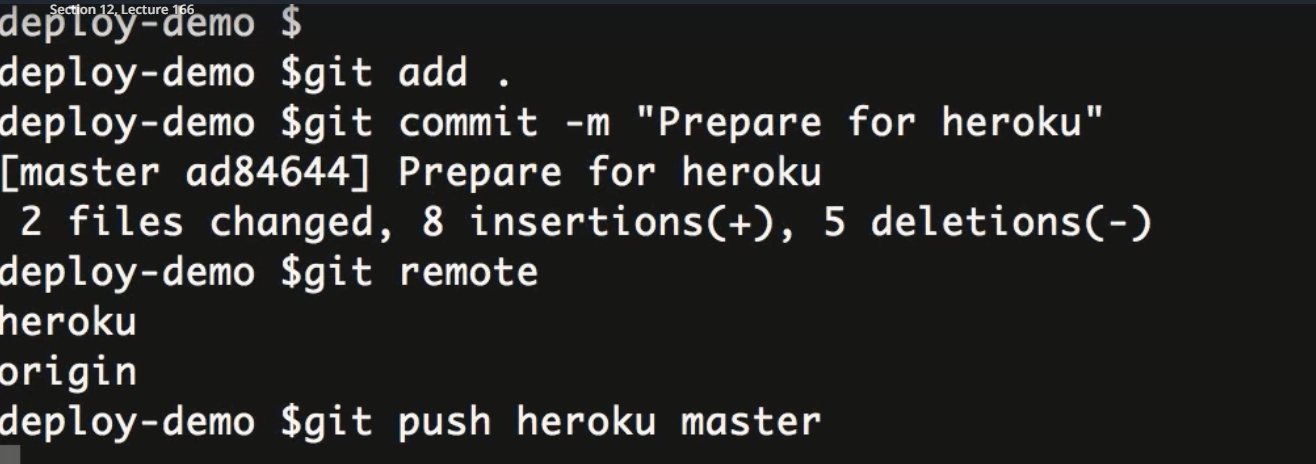 Section 12, Lecture 166
deploy-demo $
deploy-demo $git add .
deploy-demo $git commit -m "Prepare for heroku"
[master ad84644] Prepare for heroku
 2 files changed, 8 insertions(+), 5 deletions(-)
deploy-demo $git remote
heroku
origin
deploy-demo $git push heroku master